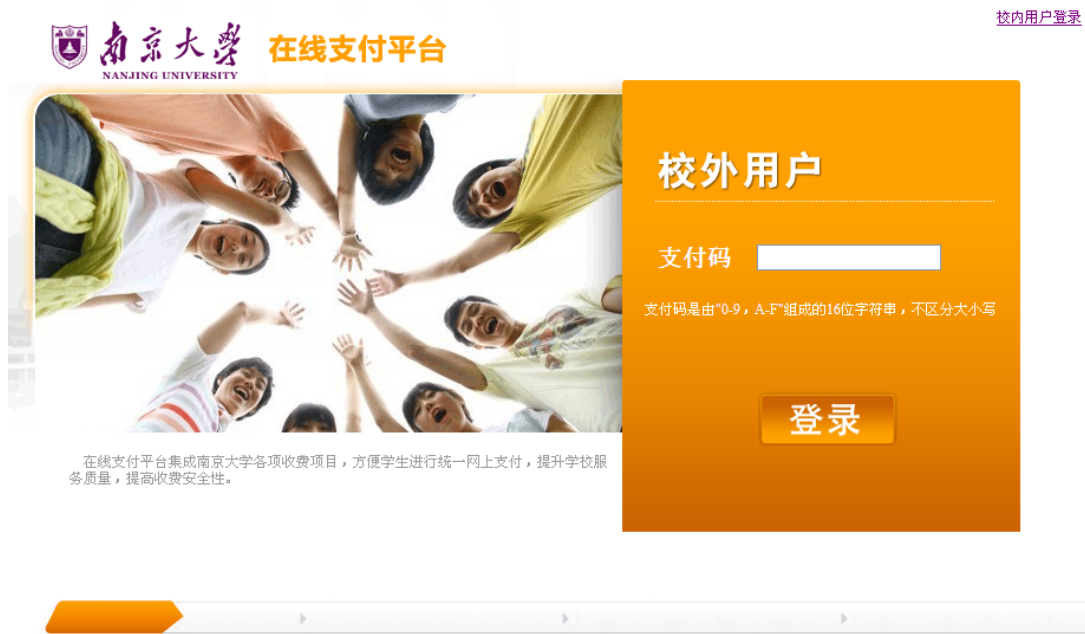 校内用户登录
南京大学
NANJING UNIVERSITY
在线支付平台
校外用户
支付码
支付码是由"0-9，A-F"组成的16位字符串，不区分大小写
登录
在线支付平台集成南京大学各项收费项目，方便学生进行统一网上支付，提升学校服
务质量，提高收费安全性。